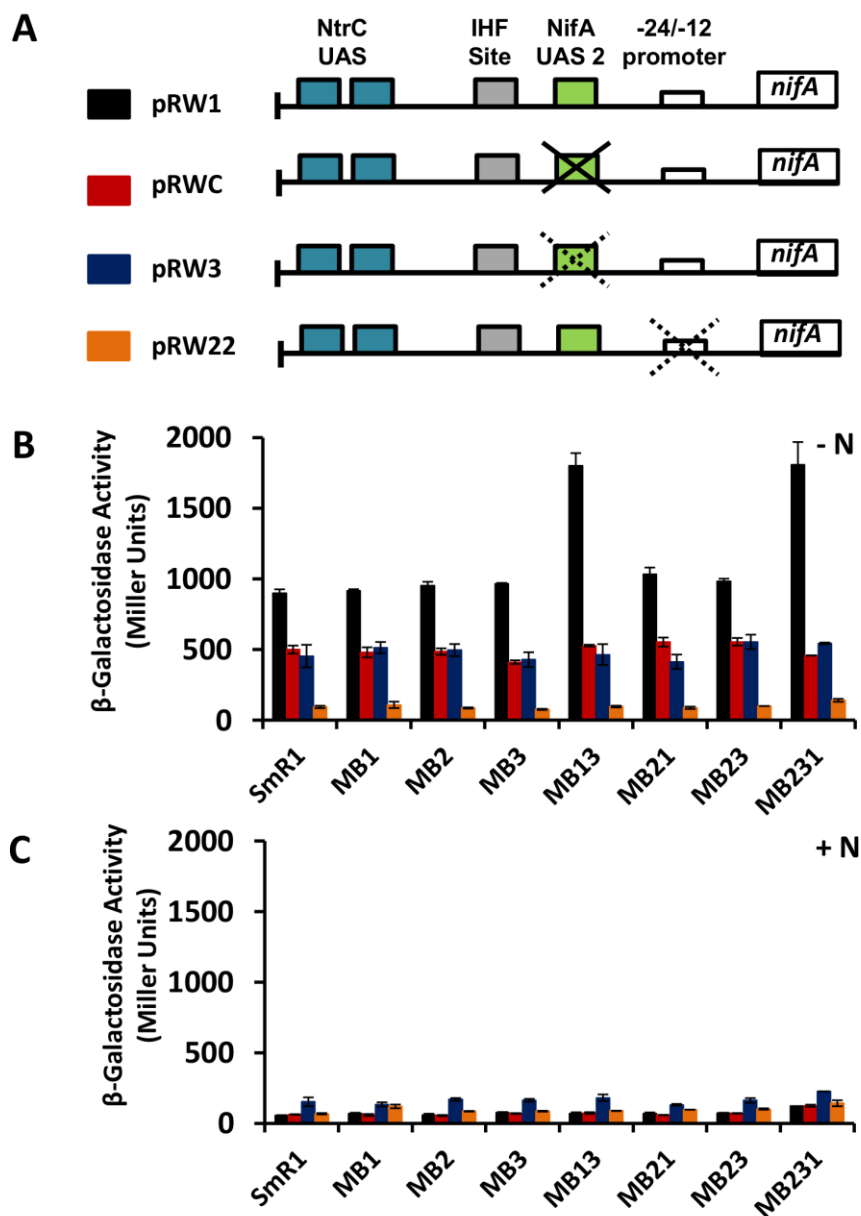 A
NtrC UAS
IHF Site
NifA UAS 2
-24/-12 promoter
pRW1
nifA
pRWC
nifA
pRW3
nifA
pRW22
nifA
B
- N
β-Galactosidase Activity
(Miller Units)
2000
1500
1000
500
0
SmR1
MB1
MB2
MB3
MB13
MB21
MB23
MB231
C
+ N
β-Galactosidase Activity
(Miller Units)
2000
1500
1000
500
0
SmR1
MB1
MB2
MB3
MB13
MB21
MB23
MB231